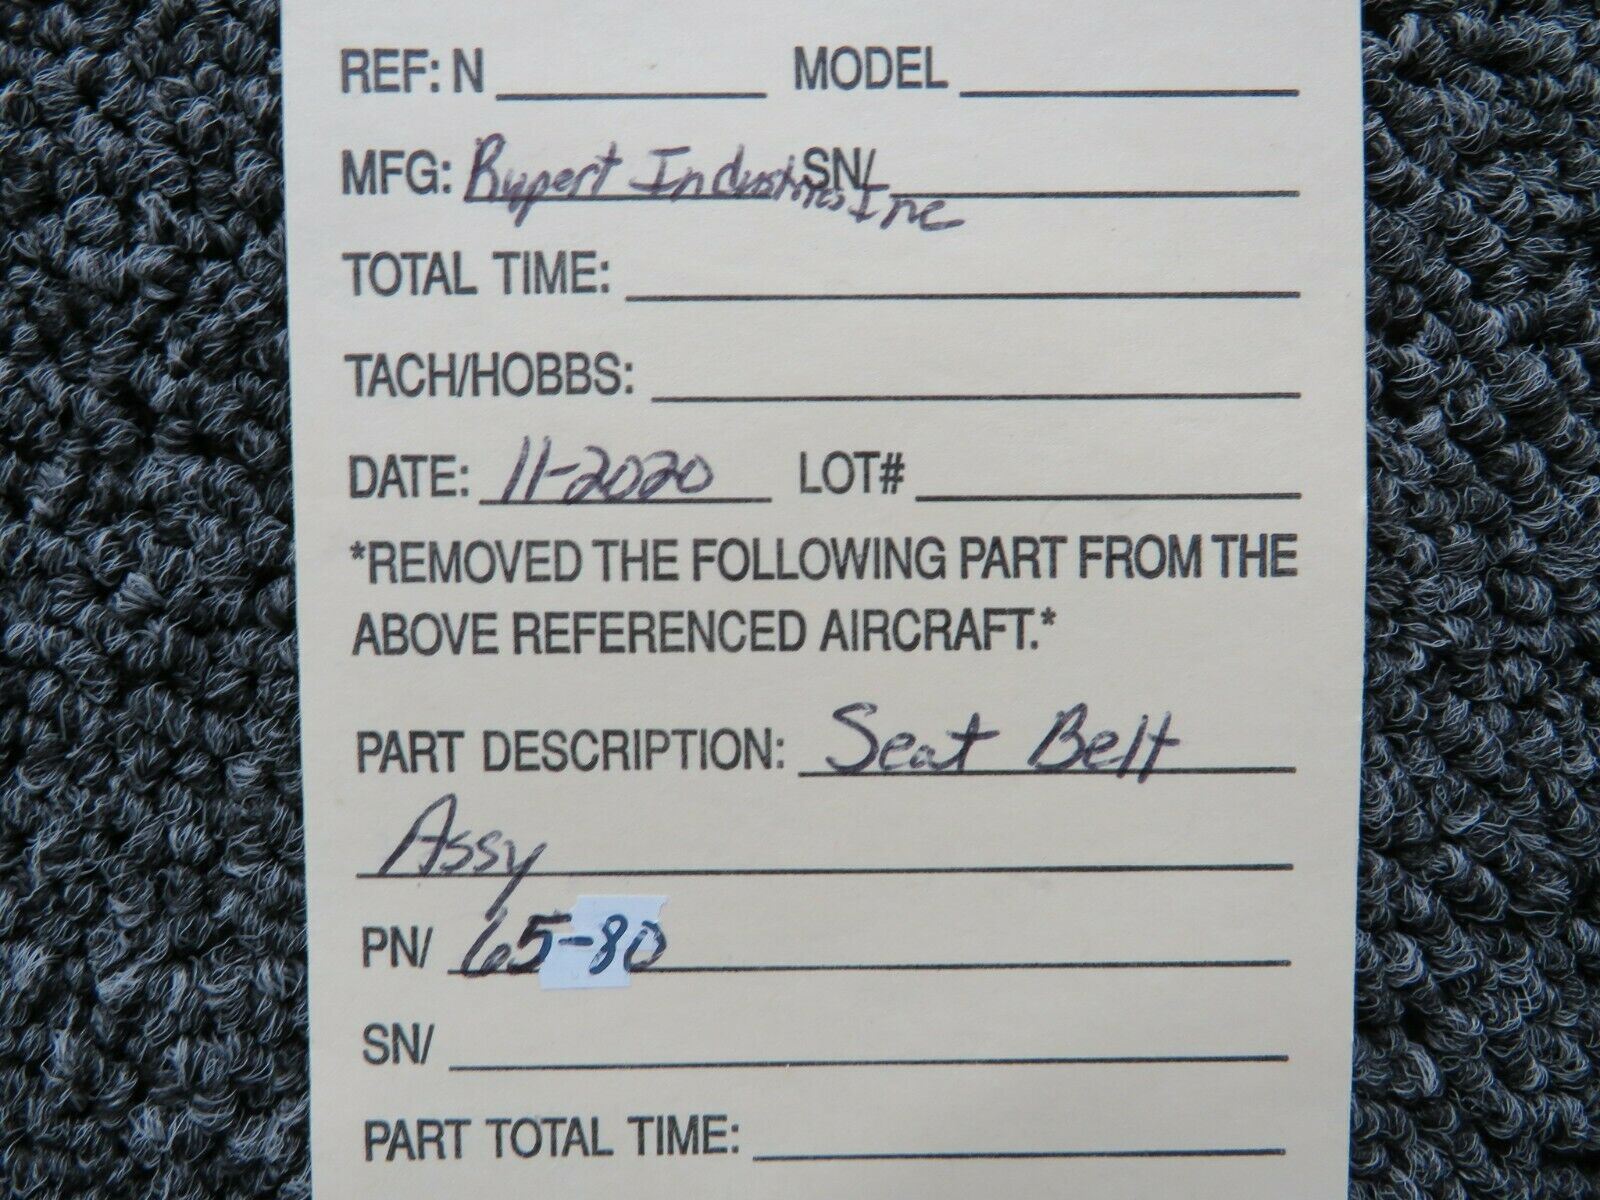 REF: N MODEL
MFG: Rupert Industries Inc SN/
TOTAL TIME:
TACH/HOBBS:
DATE: 11-2020 LOT#
*REMOVED THE FOLLOWING PART FROM THE
ABOVE REFERENCED AIRCRAFT.*
PART DESCRIPTION: Seat Belt
Assy
PN/ 65-80
SN/
PART TOTAL TIME: